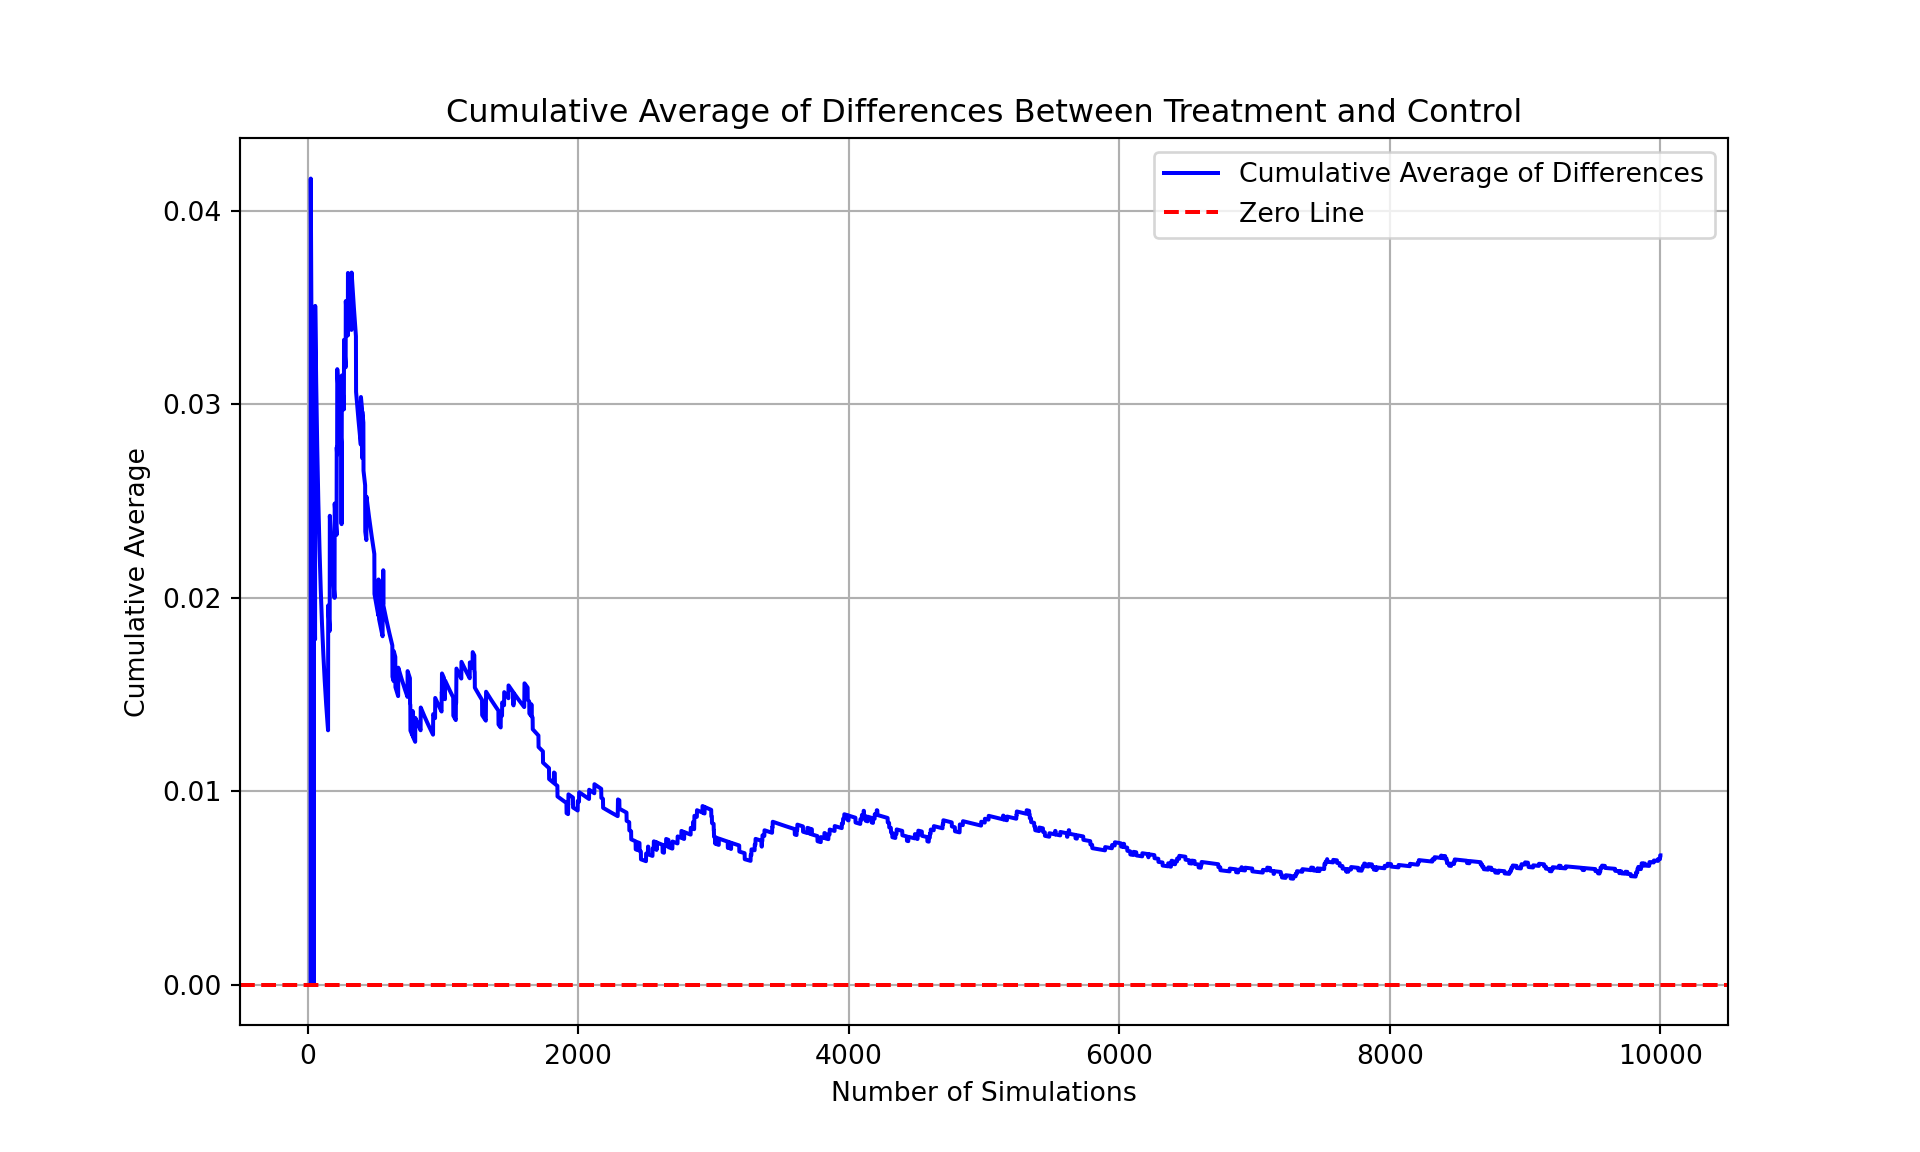 Cumulative Average of Differences Between Treatment and Control
Cumulative Average of Differences
Zero Line
Cumulative Average
0.04
0.03
0.02
0.01
0.00
0 2000 4000 6000 8000 10000
Number of Simulations